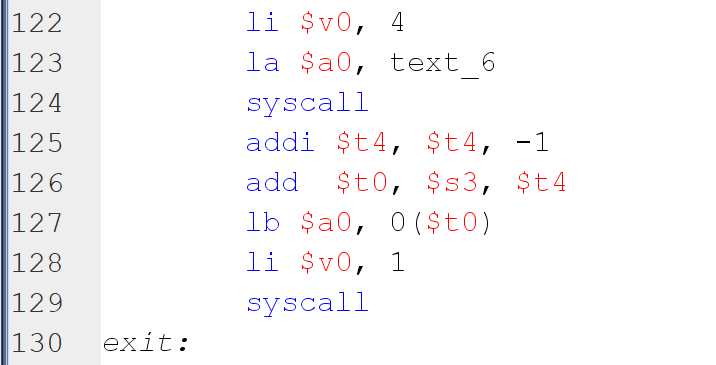 122 li $v0, 4
123 la $a0, text_6
124 syscall
125 addi $t4, $t4, -1
126 add  $t0, $s3, $t4
127 lb $a0, 0($t0)
128 li $v0, 1
129 syscall
130 exit: